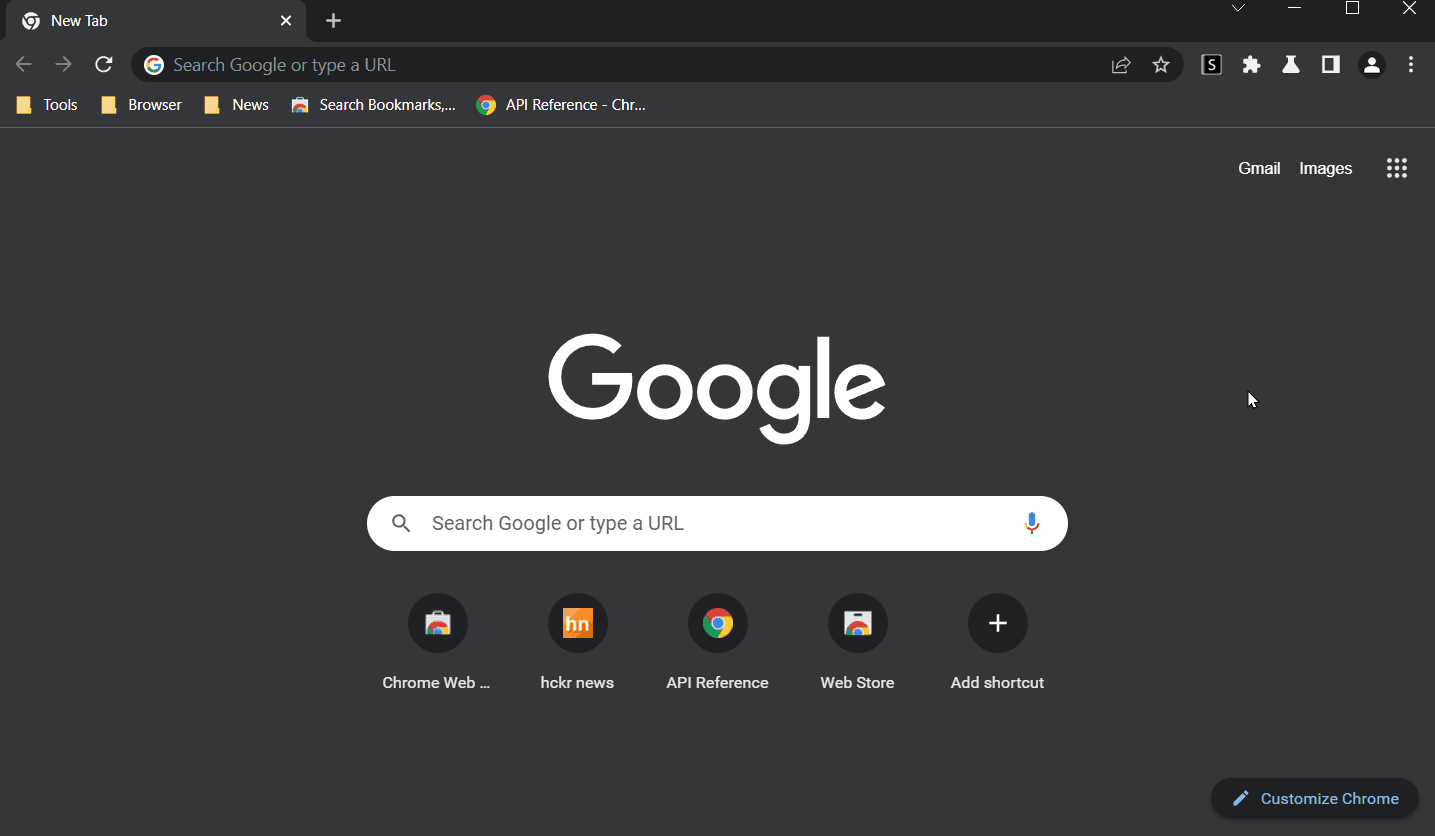 New Tab
Search Google or type a URL
S
Tools Browser News Search Bookmarks,... API Reference - Chr...
Gmail Images
Google
Search Google or type a URL
hn
Chrome Web ... hckr news API Reference Web Store Add shortcut
Customize Chrome